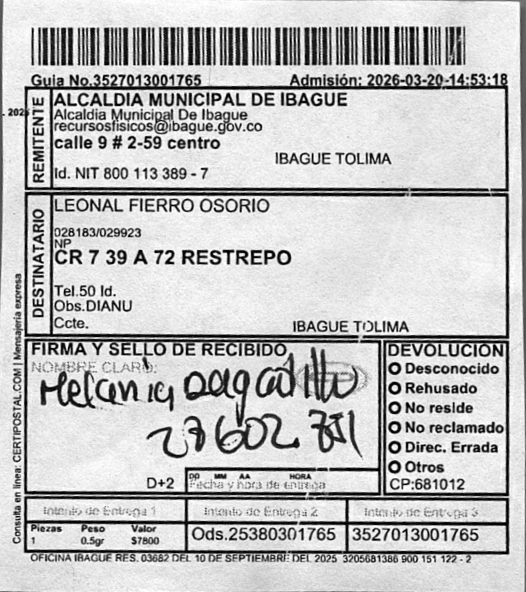 Guia No.3527013001765 Admisión: 2026-03-20-14:53:18
REMITENTE
ALCALDIA MUNICIPAL DE IBAGUE
Alcaldia Municipal De Ibague
recursosfisicos@ibague.gov.co
calle 9 # 2-59 centro
IBAGUE TOLIMA
Id. NIT 800 113 389 - 7
DESTINATARIO
LEONAL FIERRO OSORIO
028183/029923
NP
CR 7 39 A 72 RESTREPO
Tel.50 Id.
Obs.DIANU
Ccte.
IBAGUE TOLIMA
FIRMA Y SELLO DE RECIBIDO
NOMBRE CLARO:
Melania
D+2
DD MM AA HORA
Fecha y hora de entrega
DEVOLUCION
Desconocido
Rehusado
No reside
No reclamado
Direc. Errada
Otros
CP:681012
Intento de Entrega 1 Intento de Entrega 2 Intento de Entrega 3
Piezas Peso Valor
1 0.5gr $7800
Ods.25380301765 3527013001765
OFICINA IBAGUE RES. 03682 DEL 10 DE SEPTIEMBRE DEL 2025 3205681386 900 151 122 - 2
Consulta en línea: CERTIPOSTAL.COM | Mensajería expresa